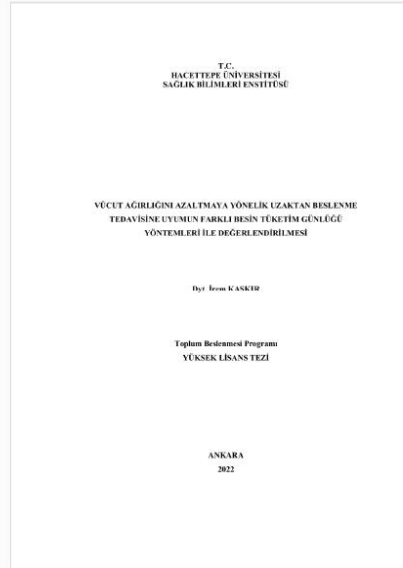 T.C.
HACETTEPE ÜNİVERSİTESİ
SAĞLIK BİLİMLERİ ENSTİTÜSÜ
VÜCUT AĞIRLIĞINI AZALTMAYA YÖNELİK UZAKTAN BESLENME
TEDAVİSİNE UYUMUN FARKLI BESİN TÜKETİM GÜNLÜĞÜ
YÖNTEMLERİ İLE DEĞERLENDİRİLMESİ
Dyt. İrem KASKIR
Toplum Beslenmesi Programı
YÜKSEK LİSANS TEZİ
ANKARA
2022